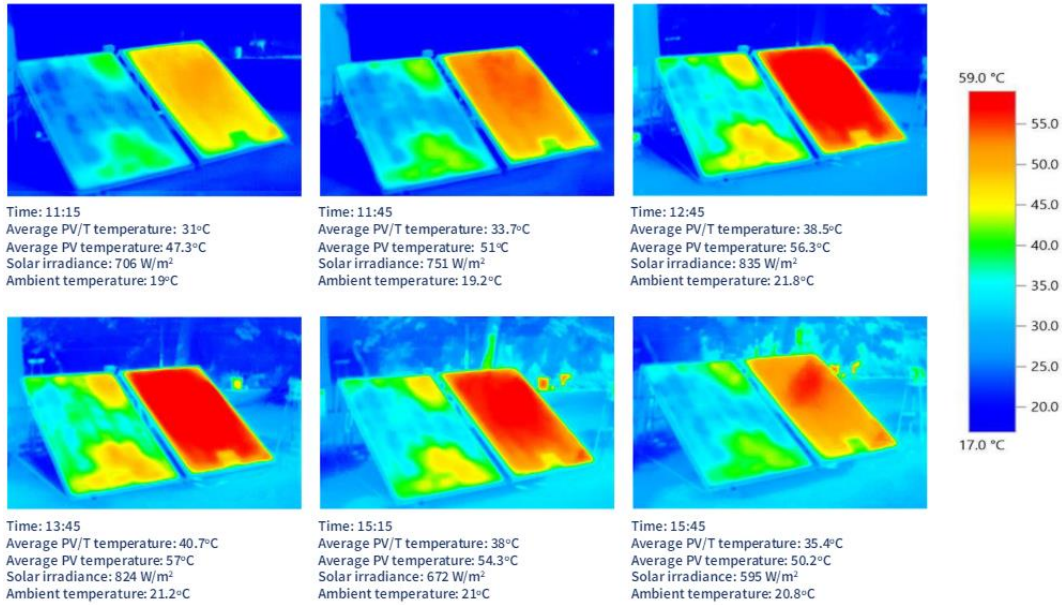 Time: 11:15
Average PV/T temperature: 31°C
Average PV temperature: 47.3°C
Solar irradiance: 706 W/m²
Ambient temperature: 19°C
Time: 11:45
Average PV/T temperature: 33.7°C
Average PV temperature: 51°C
Solar irradiance: 751 W/m²
Ambient temperature: 19.2°C
Time: 12:45
Average PV/T temperature: 38.5°C
Average PV temperature: 56.3°C
Solar irradiance: 835 W/m²
Ambient temperature: 21.8°C
59.0 °C
55.0
50.0
45.0
40.0
35.0
30.0
25.0
20.0
17.0 °C
Time: 13:45
Average PV/T temperature: 40.7°C
Average PV temperature: 57°C
Solar irradiance: 824 W/m²
Ambient temperature: 21.2°C
Time: 15:15
Average PV/T temperature: 38°C
Average PV temperature: 54.3°C
Solar irradiance: 672 W/m²
Ambient temperature: 21°C
Time: 15:45
Average PV/T temperature: 35.4°C
Average PV temperature: 50.2°C
Solar irradiance: 595 W/m²
Ambient temperature: 20.8°C